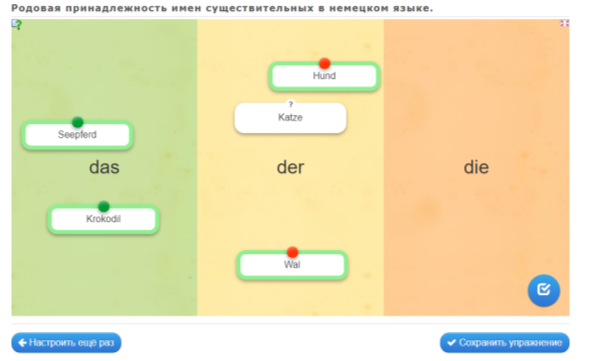 Родовая принадлежность имен существительных в немецком языке.
?
Hund
?
Katze
Seepferd
das
der
die
Krokodil
Wal
Настроить ещё раз
Сохранить упражнение